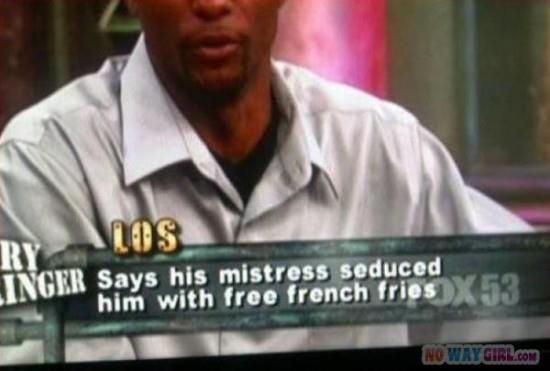 LOS
RY
INGER
Says his mistress seduced
him with free french fries
FOX 53
NO WAY GIRL.COM